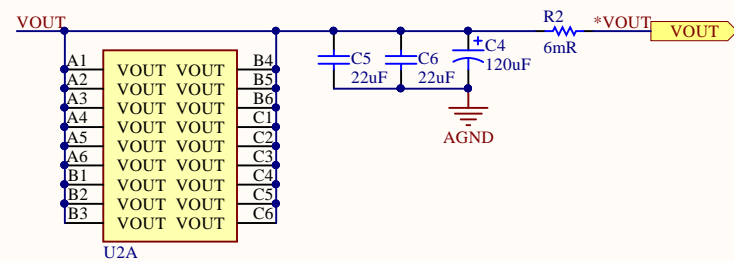 VOUT
R2
*VOUT
VOUT
6mR
A1 VOUT VOUT B4
A2 VOUT VOUT B5
A3 VOUT VOUT B6
A4 VOUT VOUT C1
A5 VOUT VOUT C2
A6 VOUT VOUT C3
B1 VOUT VOUT C4
B2 VOUT VOUT C5
B3 VOUT VOUT C6
U2A
C5
22uF
C6
22uF
+
C4
120uF
AGND